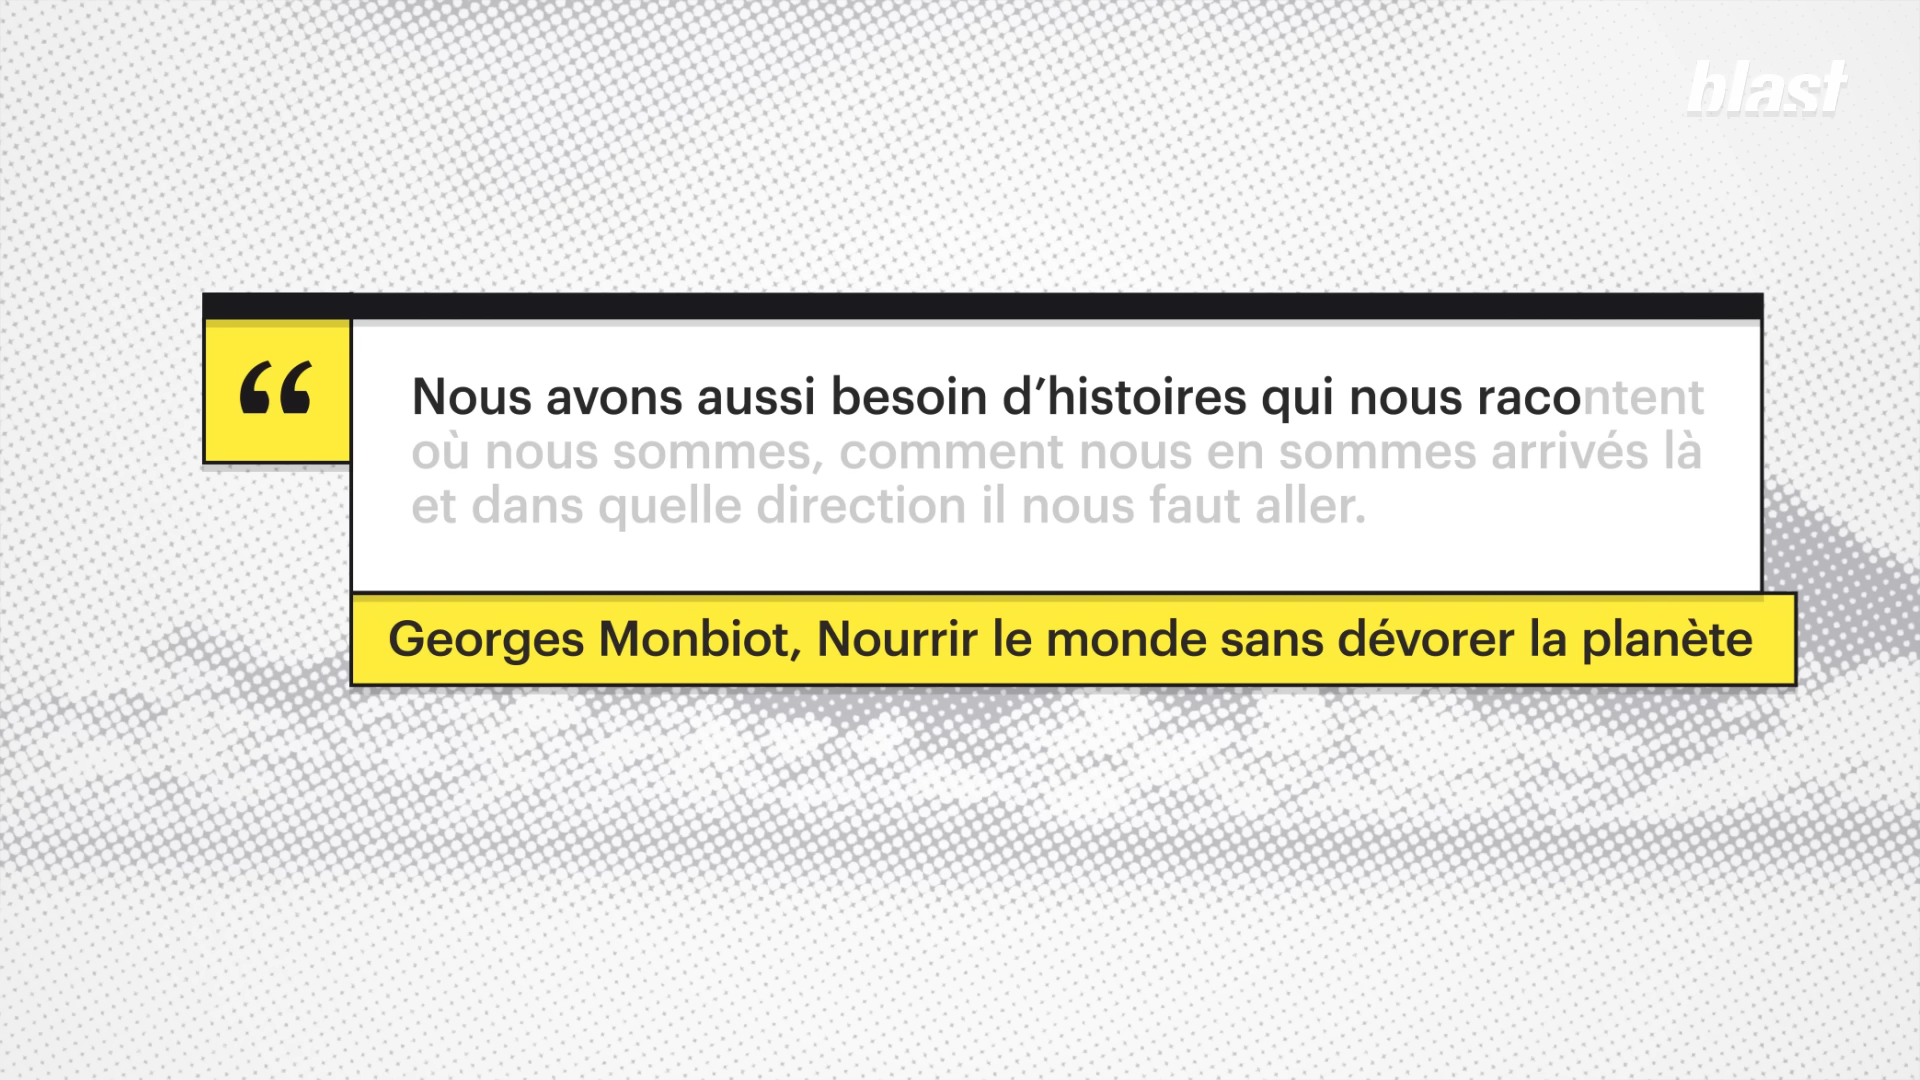 blast
“
Nous avons aussi besoin d’histoires qui nous racontent
où nous sommes, comment nous en sommes arrivés là
et dans quelle direction il nous faut aller.
Georges Monbiot, Nourrir le monde sans dévorer la planète